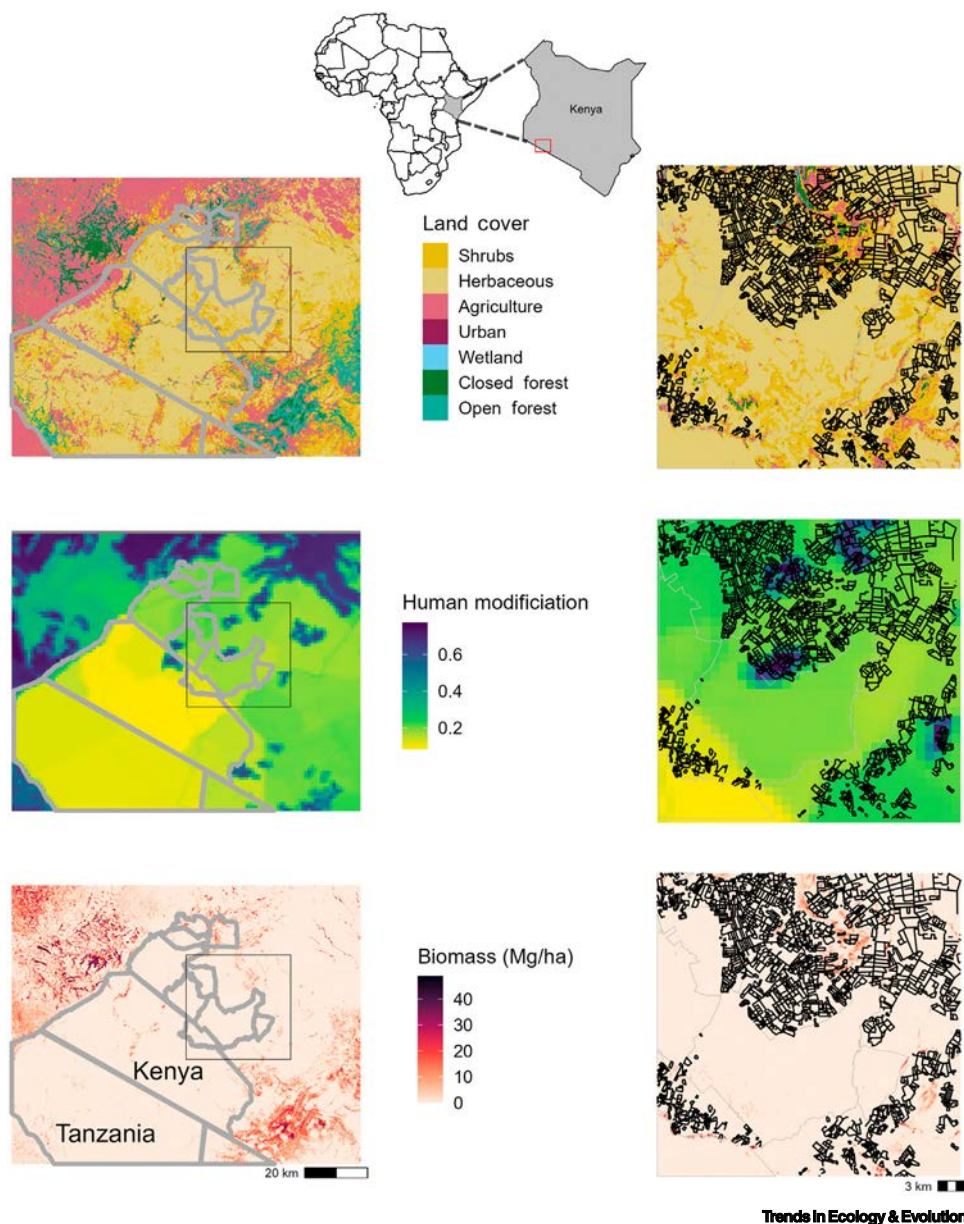 Kenya
Land cover
Shrubs
Herbaceous
Agriculture
Urban
Wetland
Closed forest
Open forest
Human modificiation
0.6
0.4
0.2
Biomass (Mg/ha)
40
30
20
10
0
Kenya
Tanzania
20 km
3 km
Trends in Ecology & Evolution